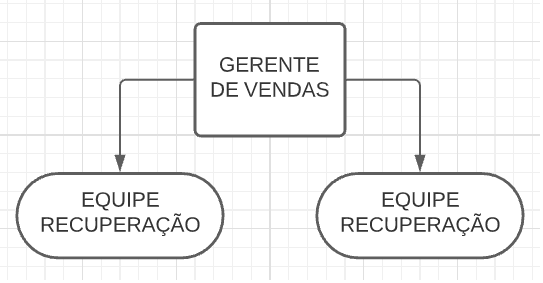 GERENTE
DE VENDAS
EQUIPE
RECUPERAÇÃO
EQUIPE
RECUPERAÇÃO